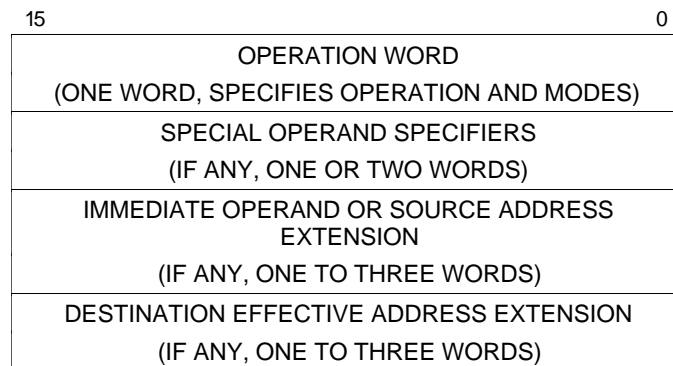 15 0
OPERATION WORD
(ONE WORD, SPECIFIES OPERATION AND MODES)
SPECIAL OPERAND SPECIFIERS
(IF ANY, ONE OR TWO WORDS)
IMMEDIATE OPERAND OR SOURCE ADDRESS
EXTENSION
(IF ANY, ONE TO THREE WORDS)
DESTINATION EFFECTIVE ADDRESS EXTENSION
(IF ANY, ONE TO THREE WORDS)